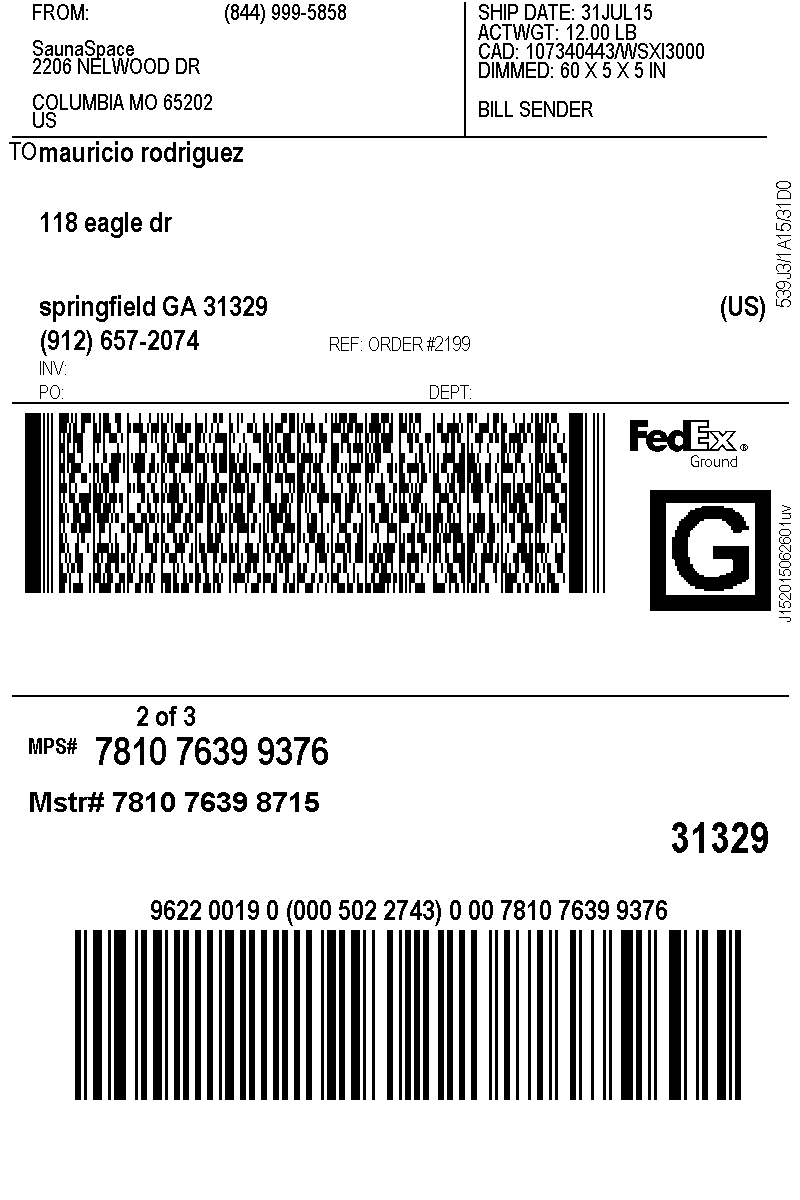 FROM: (844) 999-5858
SaunaSpace
2206 NELWOOD DR
COLUMBIA MO 65202
US
SHIP DATE: 31JUL15
ACTWGT: 12.00 LB
CAD: 107340443/WSXI3000
DIMMED: 60 X 5 X 5 IN
BILL SENDER
TO mauricio rodriguez
118 eagle dr
springfield GA 31329 (US)
(912) 657-2074 REF: ORDER #2199
INV:
PO: DEPT:
539J3/1A15/31D0
FedEx ®
Ground
G
J152015062601uv
2 of 3
MPS# 7810 7639 9376
Mstr# 7810 7639 8715
31329
9622 0019 0 (000 502 2743) 0 00 7810 7639 9376